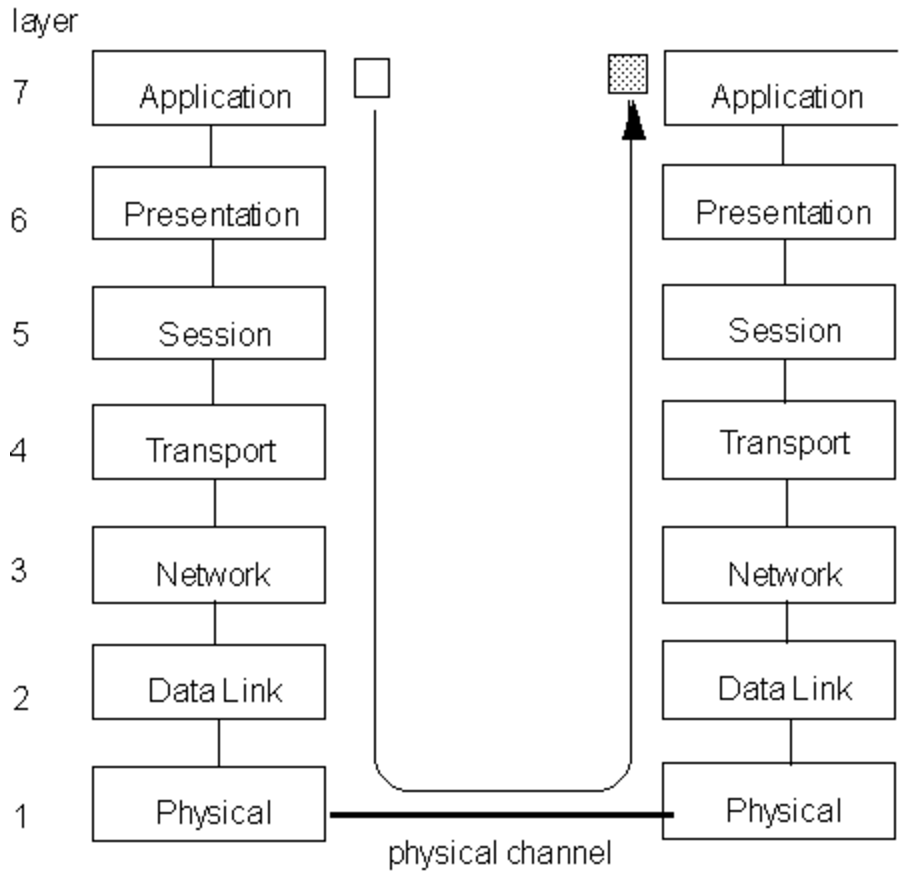 layer
7 Application Application
6 Presentation Presentation
5 Session Session
4 Transport Transport
3 Network Network
2 Data Link Data Link
1 Physical Physical
physical channel